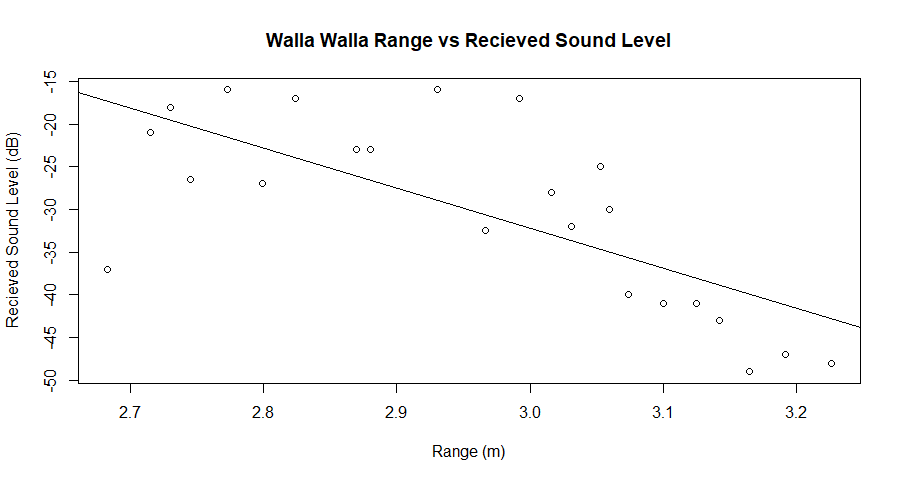 Walla Walla Range vs Recieved Sound Level
Recieved Sound Level (dB)
-15
-20
-25
-30
-35
-40
-45
-50
2.7 2.8 2.9 3.0 3.1 3.2
Range (m)